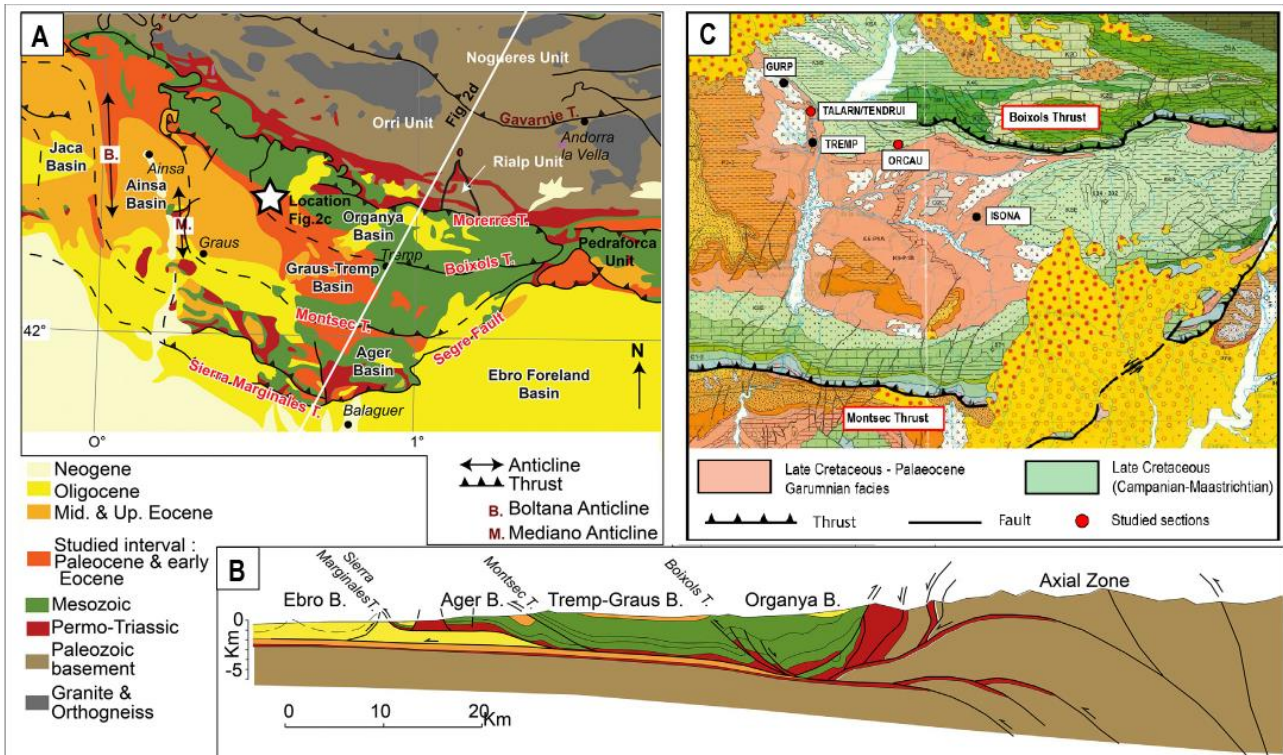 A
Nogueres Unit
Fig. 2d
Orri Unit
Gavarnie T.
Andorra
la Vella
Jaca
Basin
B.
Ainsa
Ainsa
Basin
Rialp Unit
Location
Fig.2c
Organya
Basin
MorerresT.
M.
Graus
Tremp
Pedraforca
Unit
Graus-Tremp
Basin
Boixols T.
Montsec T.
42°
Segre Fault
Ager
Basin
N
Sierra Marginales T.
Ebro Foreland
Basin
Balaguer
0°
1°
Neogene
Oligocene
Mid. & Up. Eocene
Studied interval :
Paleocene & early
Eocene
Mesozoic
Permo-Triassic
Paleozoic
basement
Granite &
Orthogneiss
Anticline
Thrust
B. Boltana Anticline
M. Mediano Anticline
C
GURP
TALARN/TENDRUI
Boixols Thrust
TREMP
ORCAU
ISONA
Montsec Thrust
Late Cretaceous - Palaeocene
Garumnian facies
Late Cretaceous
(Campanian-Maastrichtian)
Thrust
Fault
Studied sections
B
Sierra
MarginalesT.
Montsec T.
Boixols T.
Axial Zone
Ebro B.
Ager B.
Tremp-Graus B.
Organya B.
0
Km
-5
0
10
20
Km